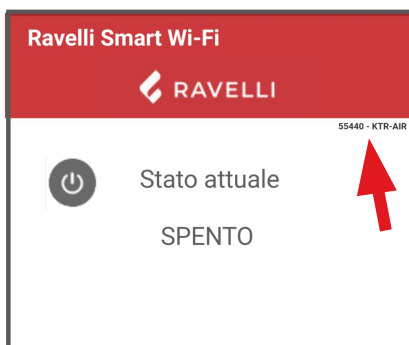 Ravelli Smart Wi-Fi
RAVELLI
55440 - KTR-AIR
Stato attuale
SPENTO